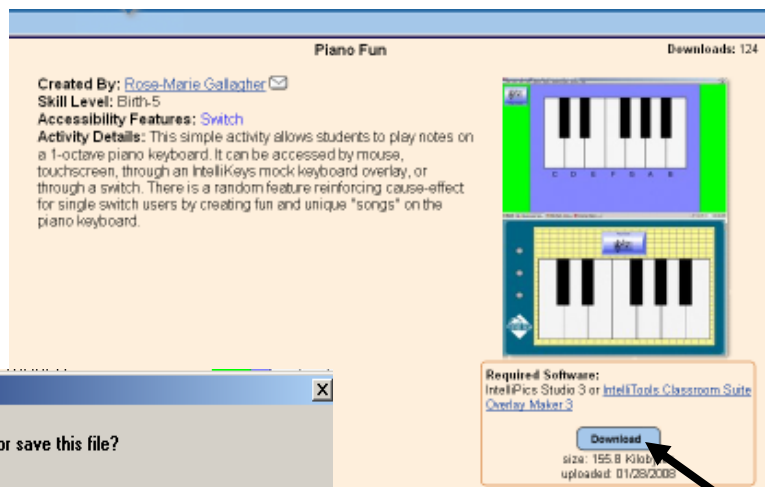 Piano Fun
Downloads: 124
Created By: Rose-Marie Gallagher
Skill Level: Birth-5
Accessibility Features: Switch
Activity Details: This simple activity allows students to play notes on
a 1-octave piano keyboard. It can be accessed by mouse,
touchscreen, through an IntelliKeys mock keyboard overlay, or
through a switch. There is a random feature reinforcing cause-effect
for single switch users by creating fun and unique "songs" on the
piano keyboard.
C D E F G A B
Required Software:
IntelliPics Studio 3 or IntelliTools Classroom Suite
Overlay Maker 3
Download
size: 155.8
uploaded: 01/28/2008
X
or save this file?